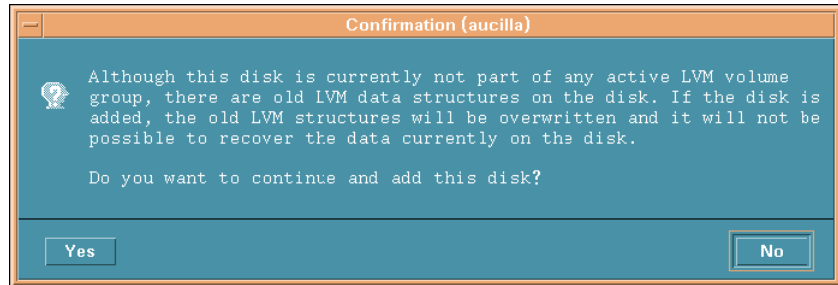 Confirmation (aucilla)
Although this disk is currently not part of any active LVM volume
group, there are old LVM data structures on the disk. If the disk is
added, the old LVM structures will be overwritten and it will not be
possible to recover the data currently on the disk.
Do you want to continue and add this disk?
Yes
No